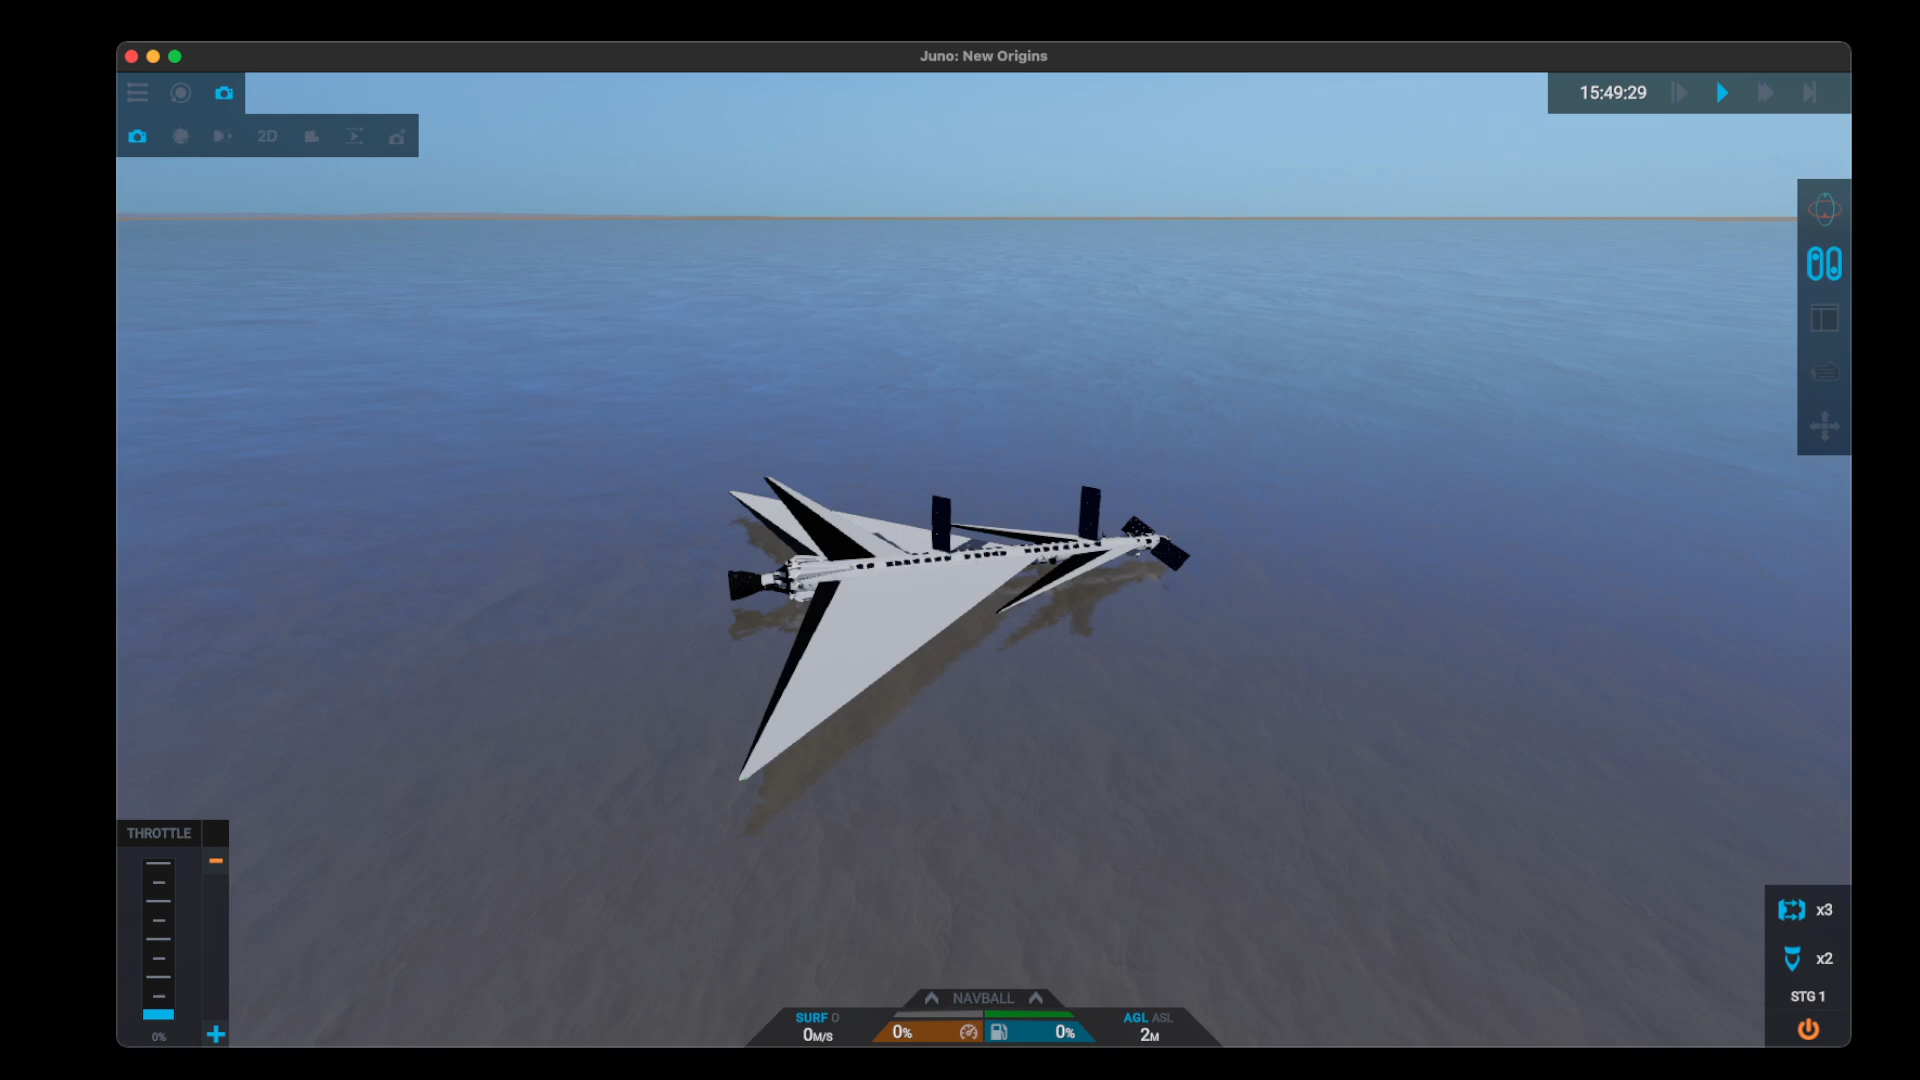 Juno: New Origins
15:49:29
2D
THROTTLE
0%
NAVBALL
SURF O
0M/S
0%
0%
AGL ASL
2M
x3
x2
STG 1